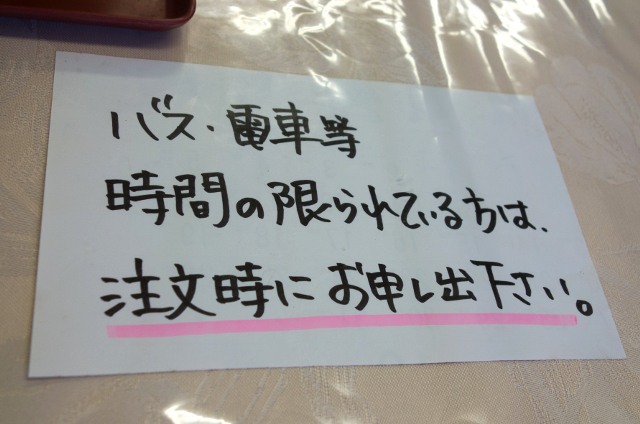 バス・電車等
時間の限られている方は、
注文時にお申し出下さい。